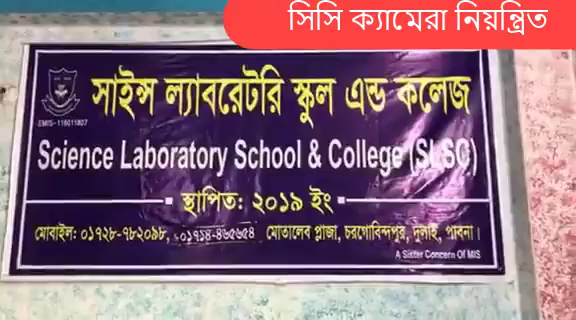 সিসি ক্যামেরা নিয়ন্ত্রিত
সাইন্স ল্যাবরেটরি স্কুল এন্ড কলেজ
EMIS-116011807
Science Laboratory School & College (SLSC)
স্থাপিত: ২০১৯ ইং
মোবাইল: ০১৭২৮-৭৮২০৯৮, ০১৭১৪-৪৬৫৬৫৪ মোতালেব প্লাজা, চরগোবিন্দপুর, দুলাই, পাবনা।
A Sister Concern Of MIS